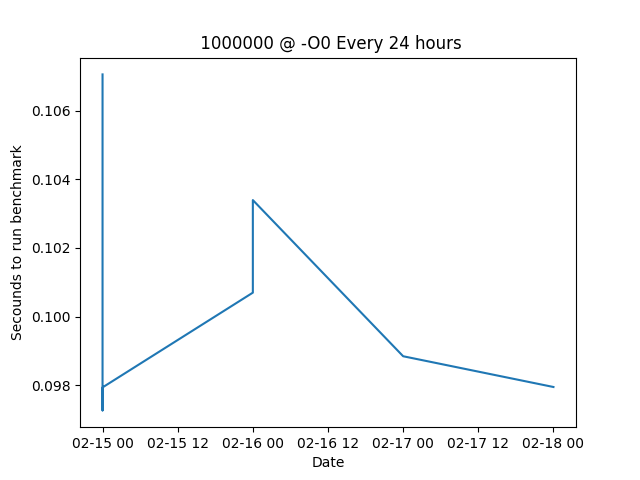 1000000 @ -O0 Every 24 hours
Secounds to run benchmark
0.106
0.104
0.102
0.100
0.098
02-15 00 02-15 12 02-16 00 02-16 12 02-17 00 02-17 12 02-18 00
Date